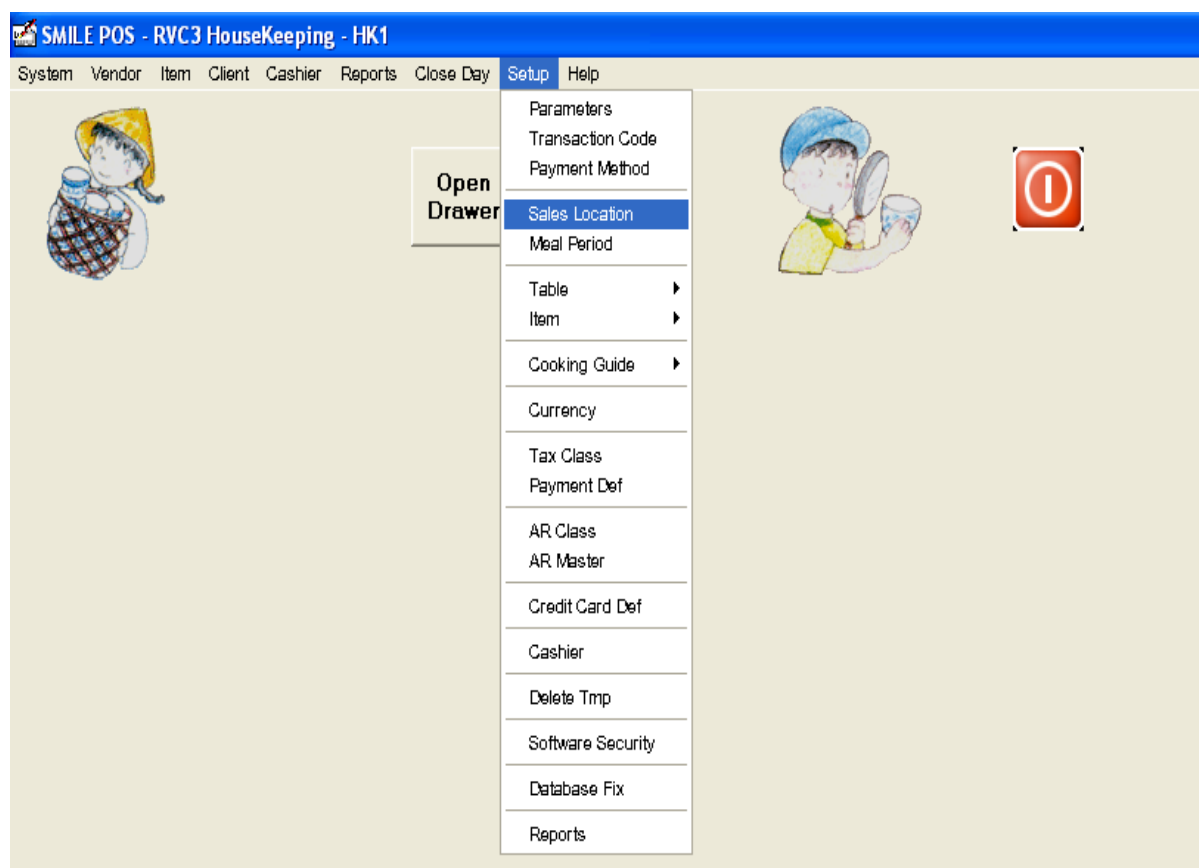 SMILE POS - RVC3 HouseKeeping - HK1
System Vendor Item Client Cashier Reports Close Day Setup Help
Open
Drawer
Parameters
Transaction Code
Payment Method
Sales Location
Meal Period
Table
Item
Cooking Guide
Currency
Tax Class
Payment Def
AR Class
AR Master
Credit Card Def
Cashier
Delete Tmp
Software Security
Database Fix
Reports